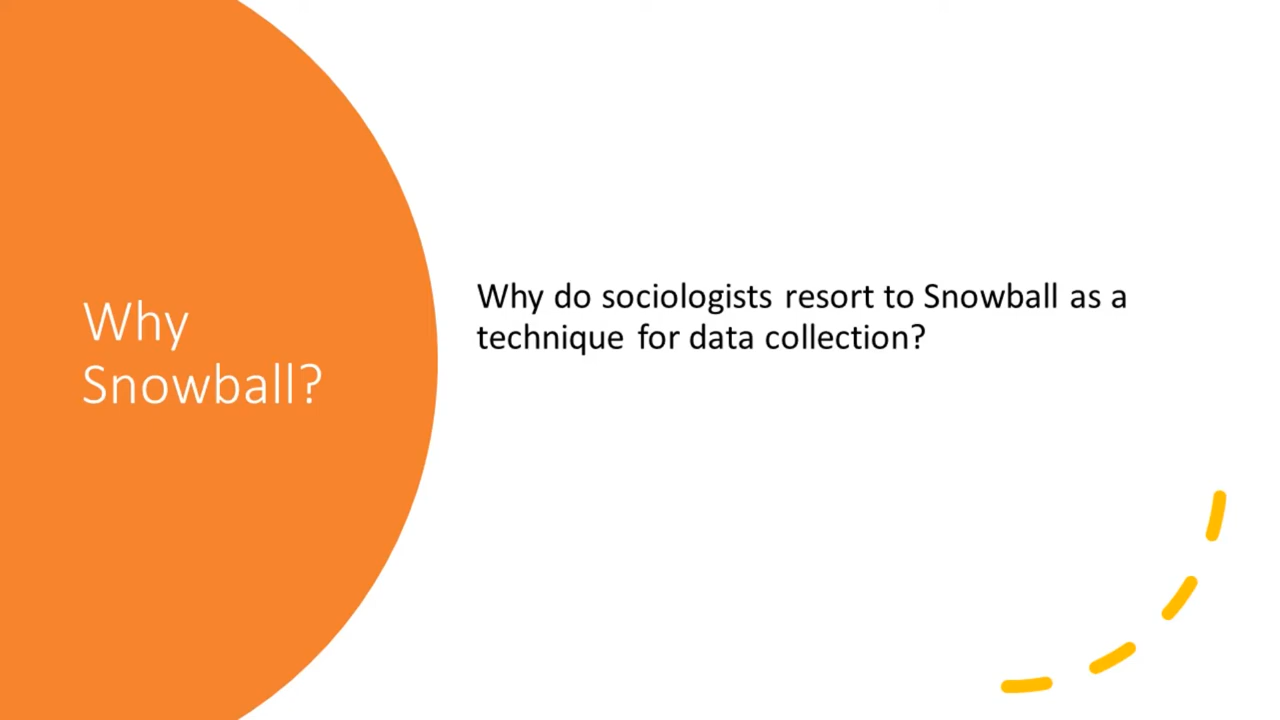 Why
Snowball?
Why do sociologists resort to Snowball as a
technique for data collection?